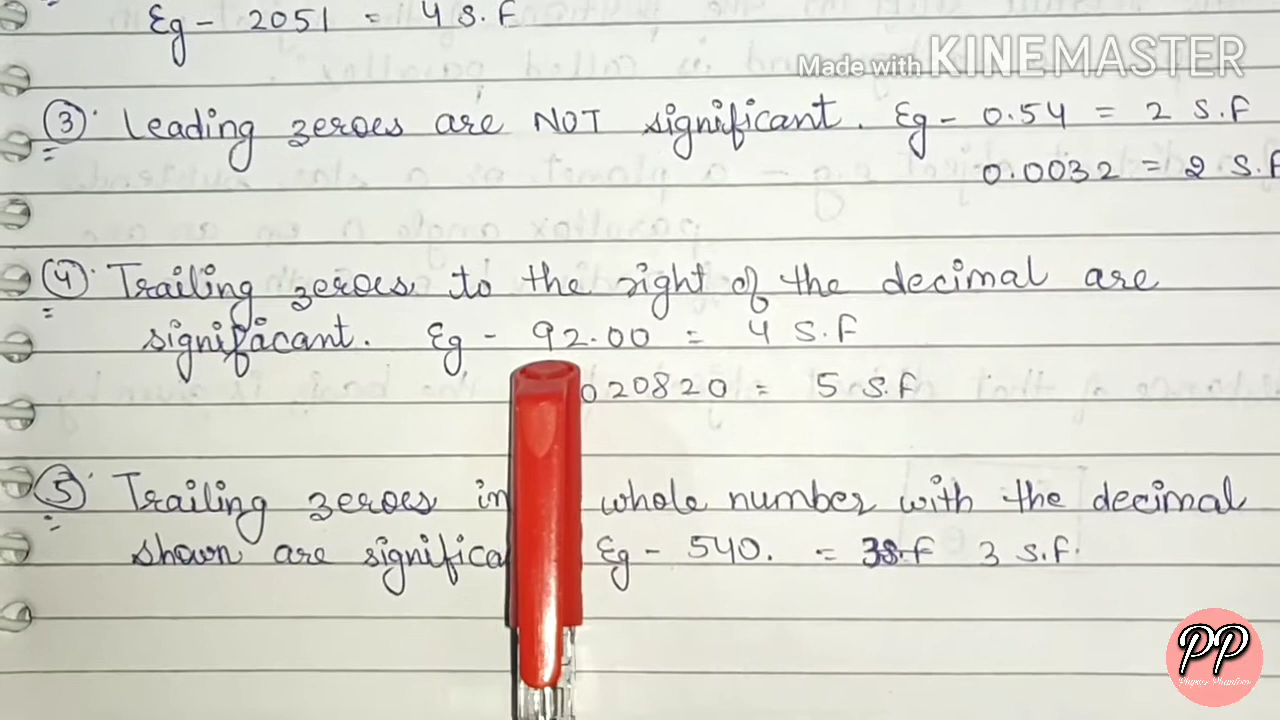 Eg - 2051 = 4 S.F
Made with KINEMASTER
③ Leading zeroes are NOT significant. Eg - 0.54 = 2 S.F
0.0032 = 2 S.F
④ Trailing zeroes to the right of the decimal are
significant. Eg - 92.00 = 4 S.F
020820 = 5 S.F
⑤ Trailing zeroes in whole number with the decimal
shown are significa Eg - 540. = 3S.F 3 S.F.
PP